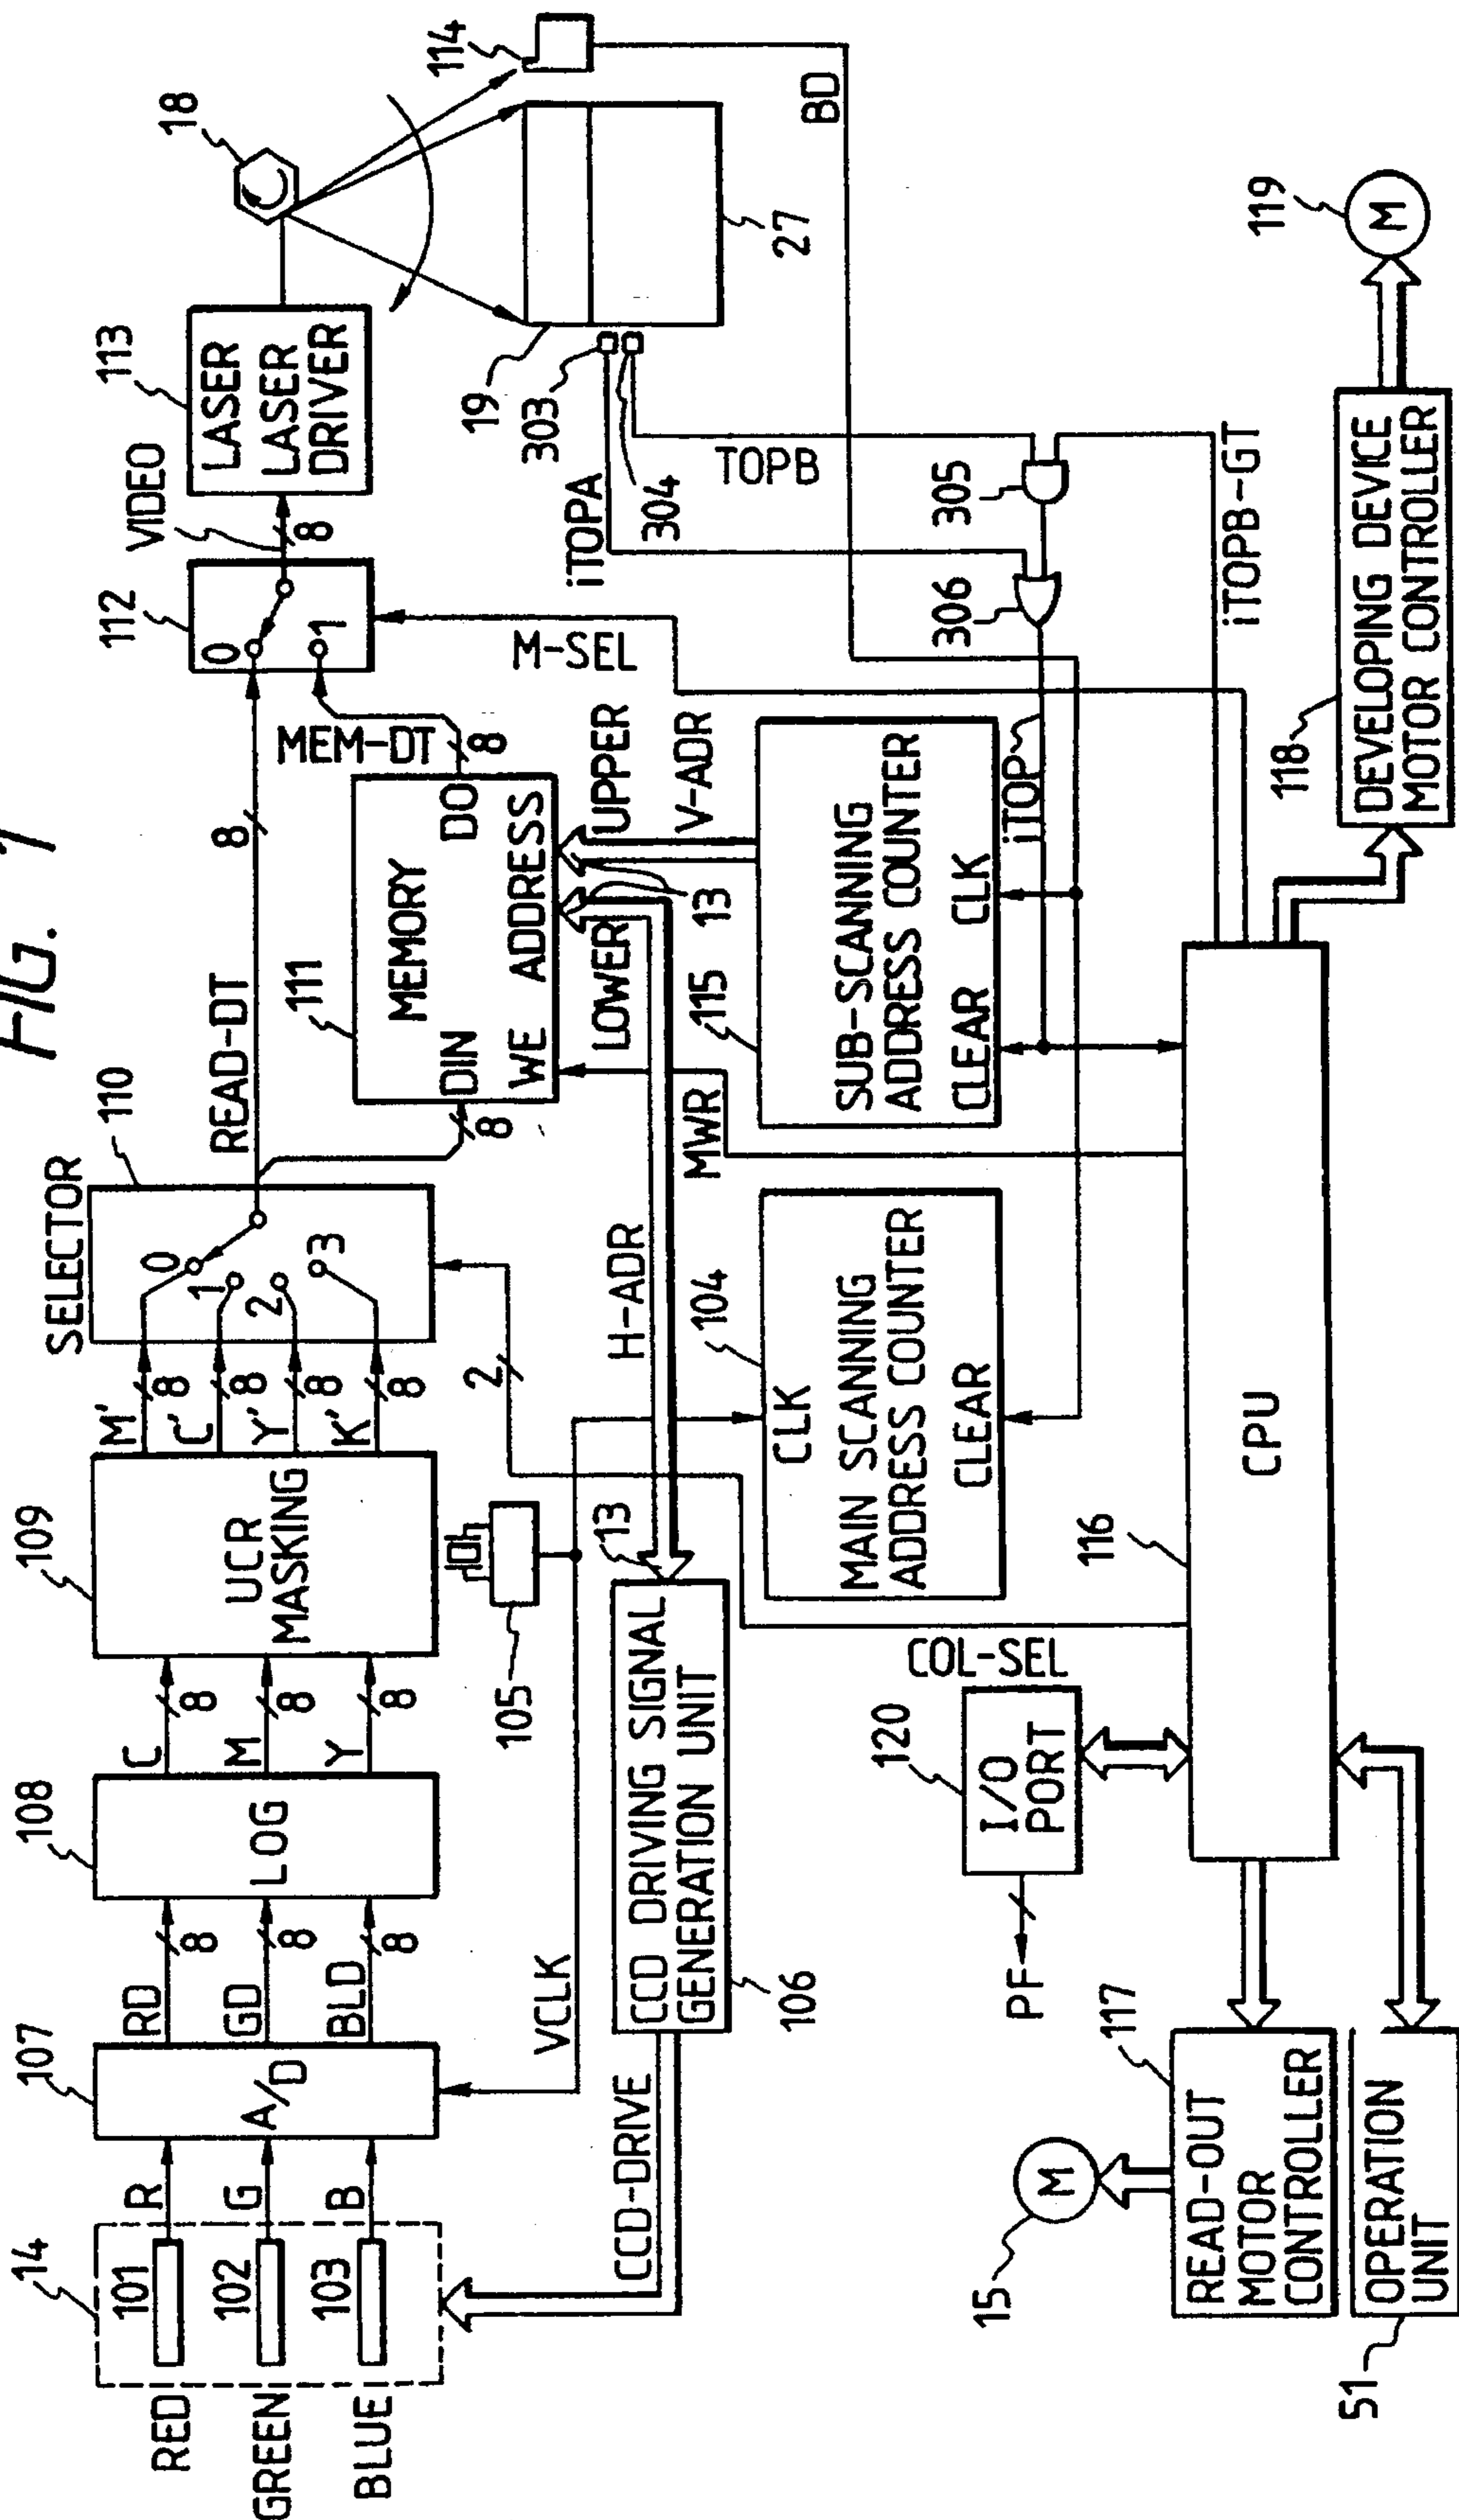 FIG. 7
14
RED
101
R
GREEN
102
G
BLUE
103
B
107
A/D
RD
8
GD
8
BLD
8
108
LOG
C
8
M
8
Y
8
109
UCR
MASKING
M'
8
C'
8
Y'
8
K'
8
SELECTOR
110
0
1
2
3
2
READ-DT
8
8
111
MEMORY
DIN
DO
WE ADDRESS
MEM-DT
8
112
0
1
VIDEO
8
M-SEL
113
LASER
LASER
DRIVER
18
114
19
27
303
304
iTOPA
TOPB
BD
305
306
iTOPB-GT
iTOP
105
VCLK
CCD-DRIVE
CCD DRIVING SIGNAL
GENERATION UNIT
106
13
H-ADR
LOWER
UPPER
V-ADR
13
MWR
104
CLK
MAIN SCANNING
ADDRESS COUNTER
CLEAR
115
SUB-SCANNING
ADDRESS COUNTER
CLEAR
CLK
COL-SEL
120
I/O
PORT
PF
116
CPU
117
READ-OUT
MOTOR
CONTROLLER
15
M
51
OPERATION
UNIT
118
DEVELOPING DEVICE
MOTOR CONTROLLER
119
M